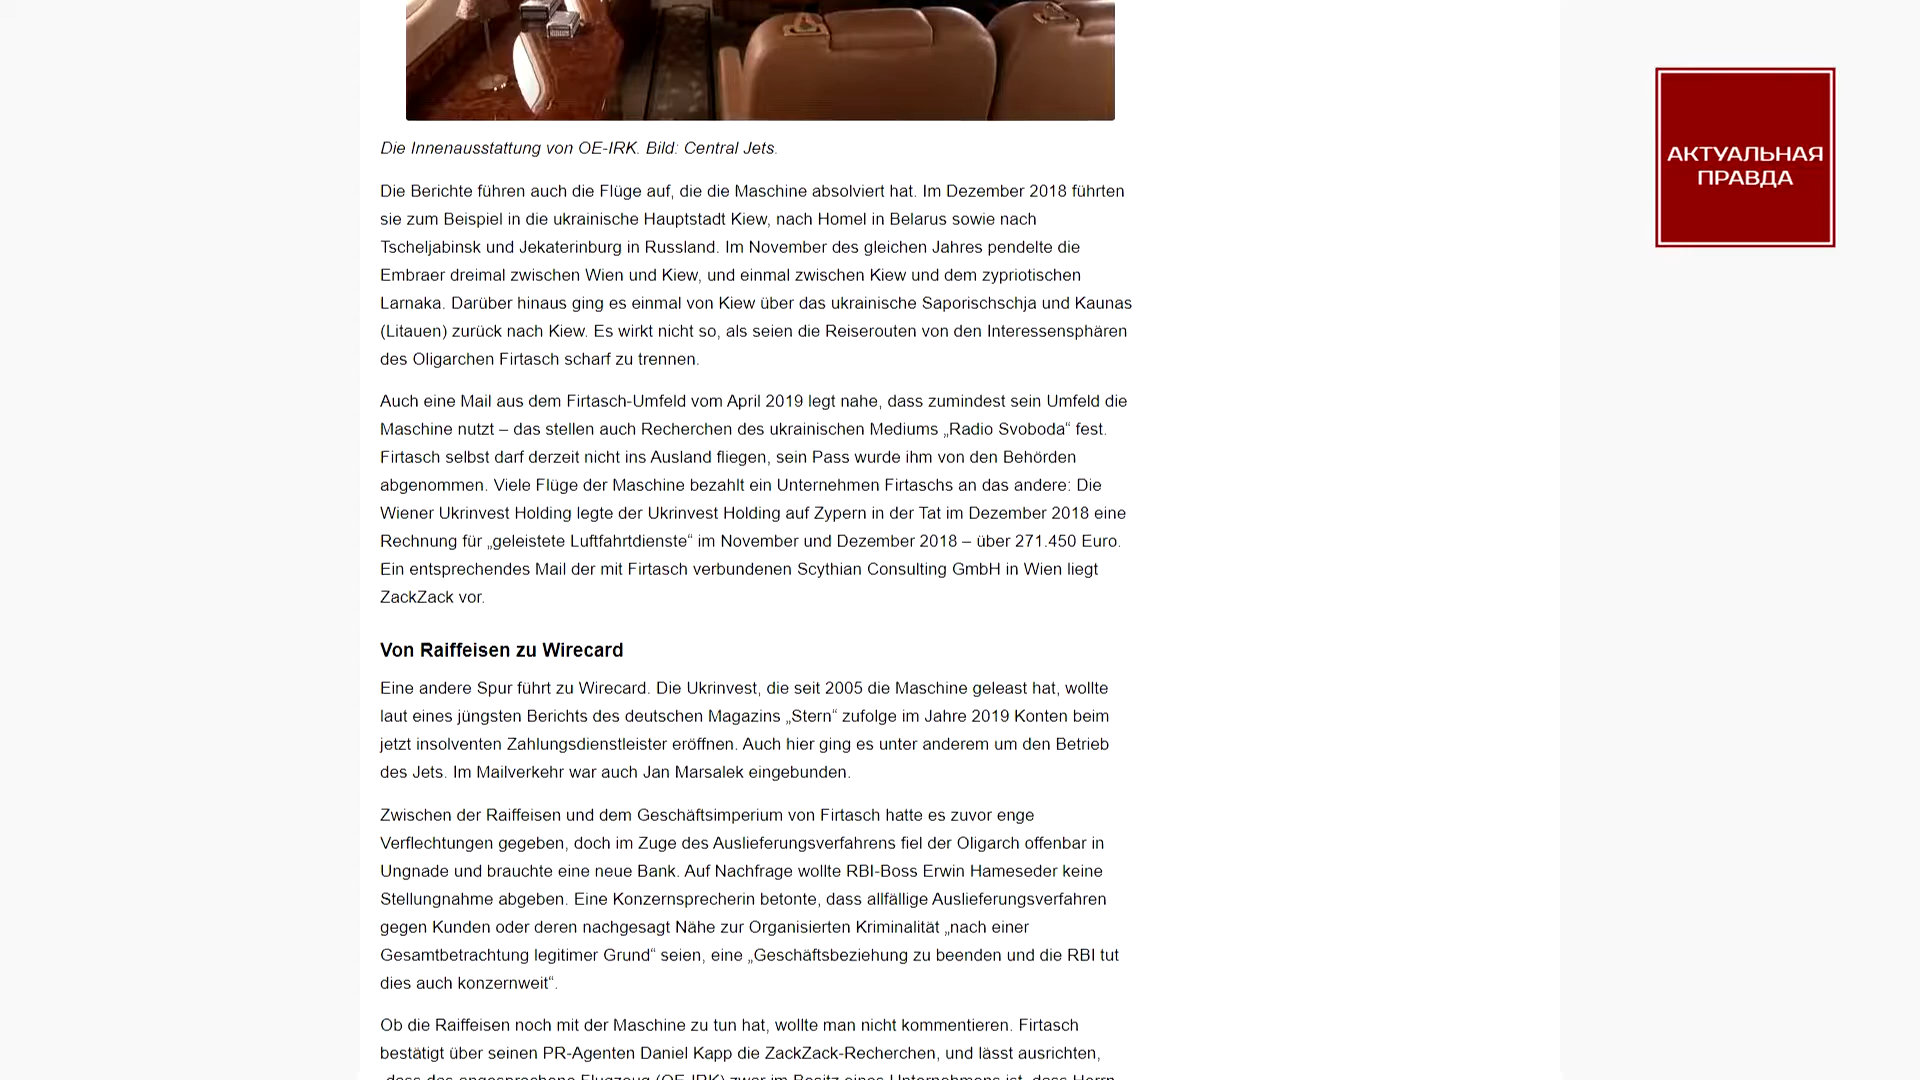 Die Innenausstattung von OE-IRK. Bild: Central Jets.
Die Berichte führen auch die Flüge auf, die die Maschine absolviert hat. Im Dezember 2018 führten
sie zum Beispiel in die ukrainische Hauptstadt Kiew, nach Homel in Belarus sowie nach
Tscheljabinsk und Jekaterinburg in Russland. Im November des gleichen Jahres pendelte die
Embraer dreimal zwischen Wien und Kiew, und einmal zwischen Kiew und dem zypriotischen
Larnaka. Darüber hinaus ging es einmal von Kiew über das ukrainische Saporischschja und Kaunas
(Litauen) zurück nach Kiew. Es wirkt nicht so, als seien die Reiserouten von den Interessensphären
des Oligarchen Firtasch scharf zu trennen.
Auch eine Mail aus dem Firtasch-Umfeld vom April 2019 legt nahe, dass zumindest sein Umfeld die
Maschine nutzt – das stellen auch Recherchen des ukrainischen Mediums „Radio Svoboda“ fest.
Firtasch selbst darf derzeit nicht ins Ausland fliegen, sein Pass wurde ihm von den Behörden
abgenommen. Viele Flüge der Maschine bezahlt ein Unternehmen Firtaschs an das andere: Die
Wiener Ukrinvest Holding legte der Ukrinvest Holding auf Zypern in der Tat im Dezember 2018 eine
Rechnung für „geleistete Luftfahrtdienste“ im November und Dezember 2018 – über 271.450 Euro.
Ein entsprechendes Mail der mit Firtasch verbundenen Scythian Consulting GmbH in Wien liegt
ZackZack vor.
Von Raiffeisen zu Wirecard
Eine andere Spur führt zu Wirecard. Die Ukrinvest, die seit 2005 die Maschine geleast hat, wollte
laut eines jüngsten Berichts des deutschen Magazins „Stern“ zufolge im Jahre 2019 Konten beim
jetzt insolventen Zahlungsdienstleister eröffnen. Auch hier ging es unter anderem um den Betrieb
des Jets. Im Mailverkehr war auch Jan Marsalek eingebunden.
Zwischen der Raiffeisen und dem Geschäftsimperium von Firtasch hatte es zuvor enge
Verflechtungen gegeben, doch im Zuge des Auslieferungsverfahrens fiel der Oligarch offenbar in
Ungnade und brauchte eine neue Bank. Auf Nachfrage wollte RBI-Boss Erwin Hameseder keine
Stellungnahme abgeben. Eine Konzernsprecherin betonte, dass allfällige Auslieferungsverfahren
gegen Kunden oder deren nachgesagt Nähe zur Organisierten Kriminalität „nach einer
Gesamtbetrachtung legitimer Grund“ seien, eine „Geschäftsbeziehung zu beenden und die RBI tut
dies auch konzernweit“.
Ob die Raiffeisen noch mit der Maschine zu tun hat, wollte man nicht kommentieren. Firtasch
bestätigt über seinen PR-Agenten Daniel Kapp die ZackZack-Recherchen, und lässt ausrichten,
„dass das angesprochene Flugzeug (OE-IRK) zwar im Besitz eines Unternehmens ist, dass Herrn
АКТУАЛЬНАЯ
ПРАВДА